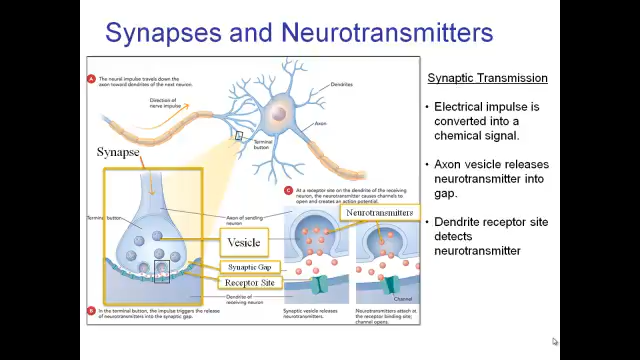 Synapses and Neurotransmitters
A The neural impulse travels down the
axon toward dendrites of the next neuron.
Direction of
nerve impulse
Dendrites
Axon
Terminal
button
Synapse
Terminal button
Axon of sending
neuron
Vesicle
Synaptic Gap
Receptor Site
Dendrite of
receiving neuron
B In the terminal button, the impulse triggers the
release of neurotransmitters into the synaptic gap.
C At a receptor site on the dendrite of the receiving
neuron, the neurotransmitter causes channels to
open and creates an action potential.
Neurotransmitters
Channel
Synaptic vesicle releases
neurotransmitters.
Neurotransmitters attach at
the receptor binding site;
channel opens.
Synaptic Transmission
• Electrical impulse is
converted into a
chemical signal.
• Axon vesicle releases
neurotransmitter into
gap.
• Dendrite receptor site
detects
neurotransmitter